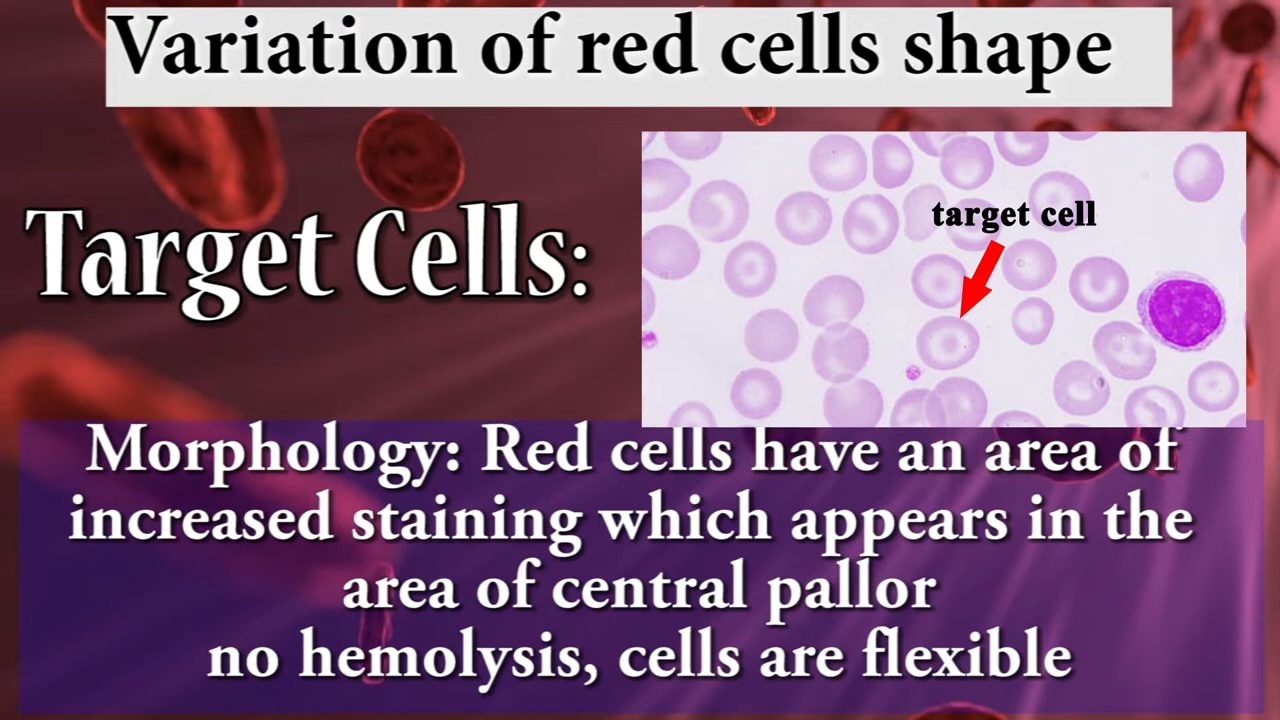 Variation of red cells shape
Target Cells:
target cell
Morphology: Red cells have an area of
increased staining which appears in the
area of central pallor
no hemolysis, cells are flexible